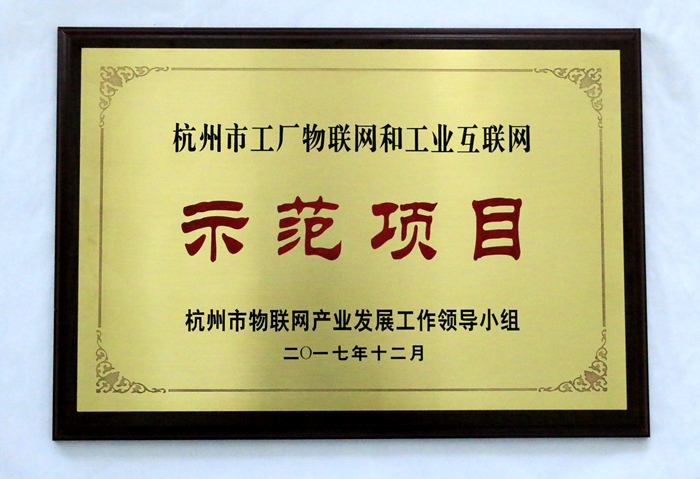 杭州市工厂物联网和工业互联网
示范项目
杭州市物联网产业发展工作领导小组
二〇一七年十二月